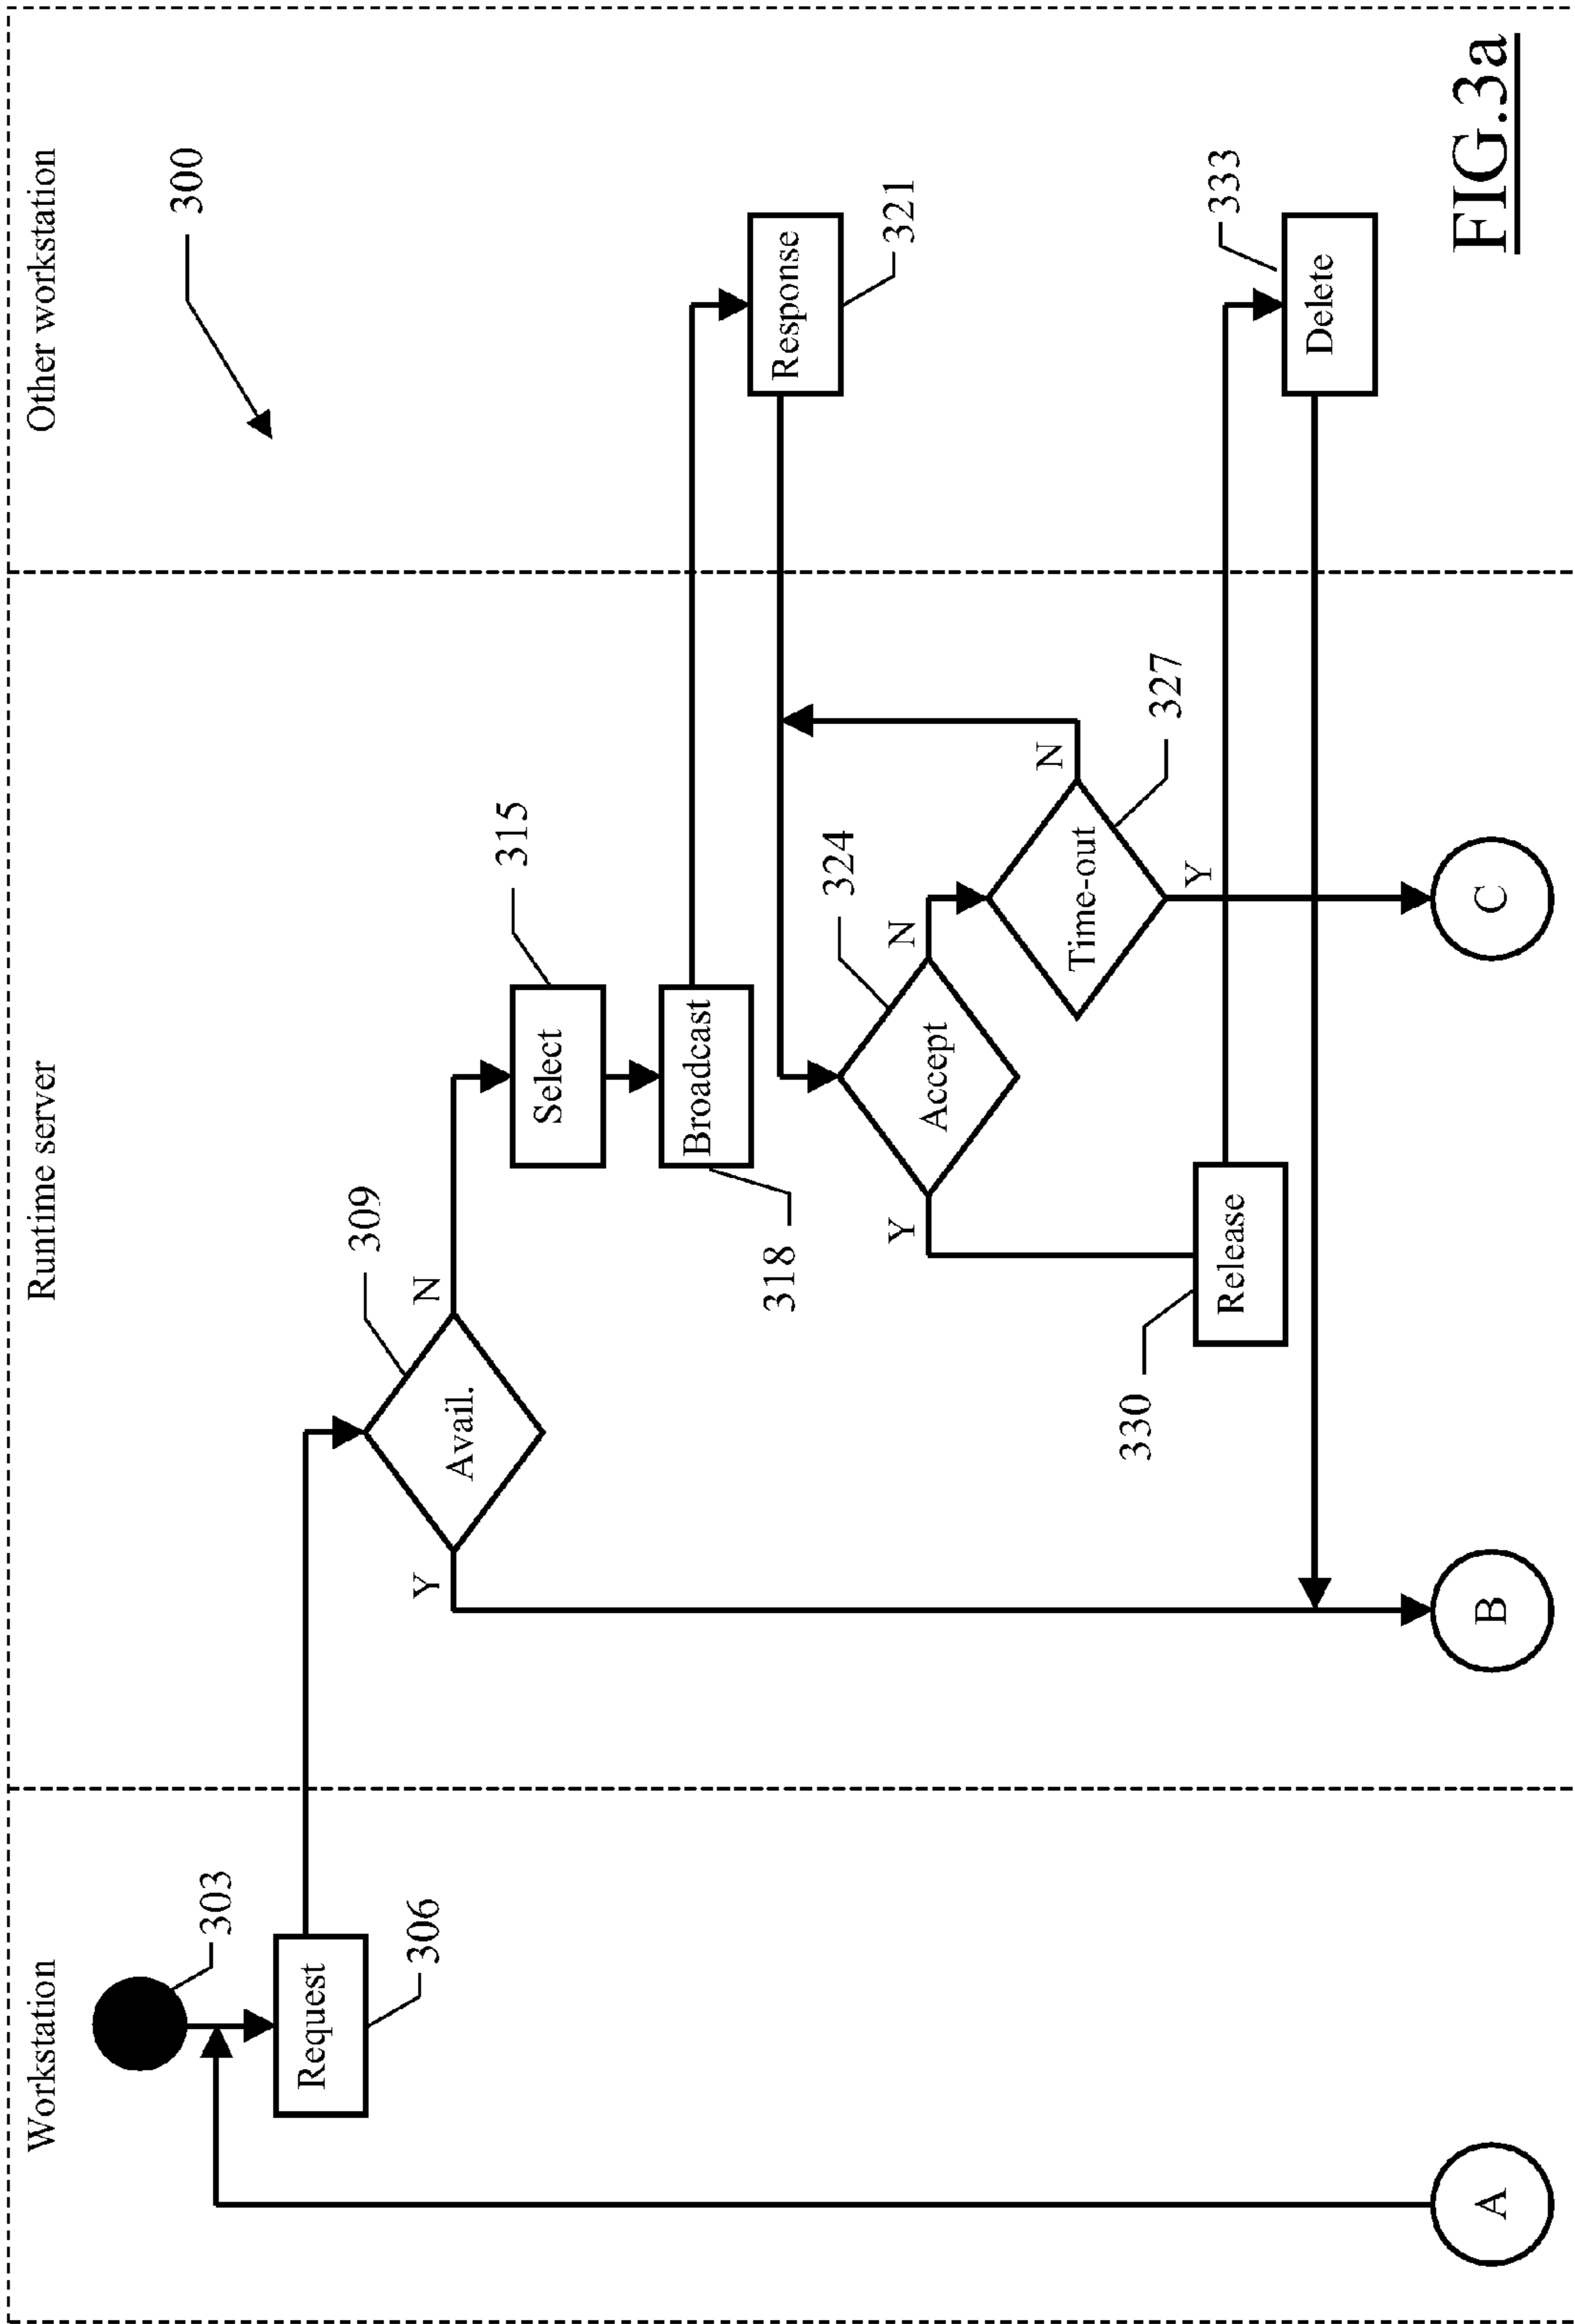 Workstation
Runtime server
Other workstation
300
303
Request
306
309
Avail.
Y
N
315
Select
Broadcast
318
Response
321
324
Accept
Y
N
Time-out
N
327
Y
330
Release
333
Delete
A
B
C
FIG.3a